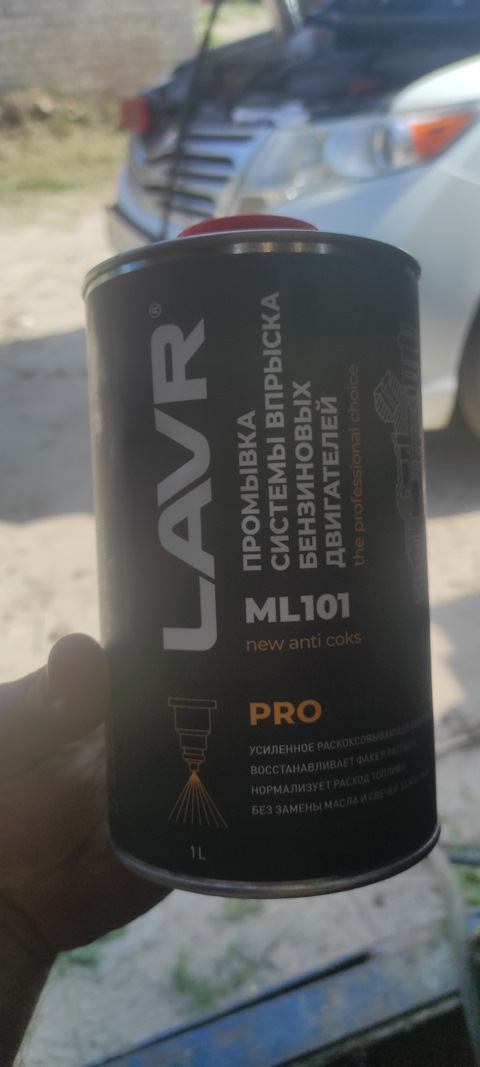 LAVR®
ПРОМЫВКА
СИСТЕМЫ ВПРЫСКА
БЕНЗИНОВЫХ
ДВИГАТЕЛЕЙ
the professional choice
ML101
new anti coks
PRO
УСИЛЕННОЕ РАСКОКСОВЫВАЮЩЕЕ
ВОССТАНАВЛИВАЕТ ФАКЕЛ РАСПЫЛА
НОРМАЛИЗУЕТ РАСХОД ТОПЛИВА
БЕЗ ЗАМЕНЫ МАСЛА И СВЕЧЕЙ
1L